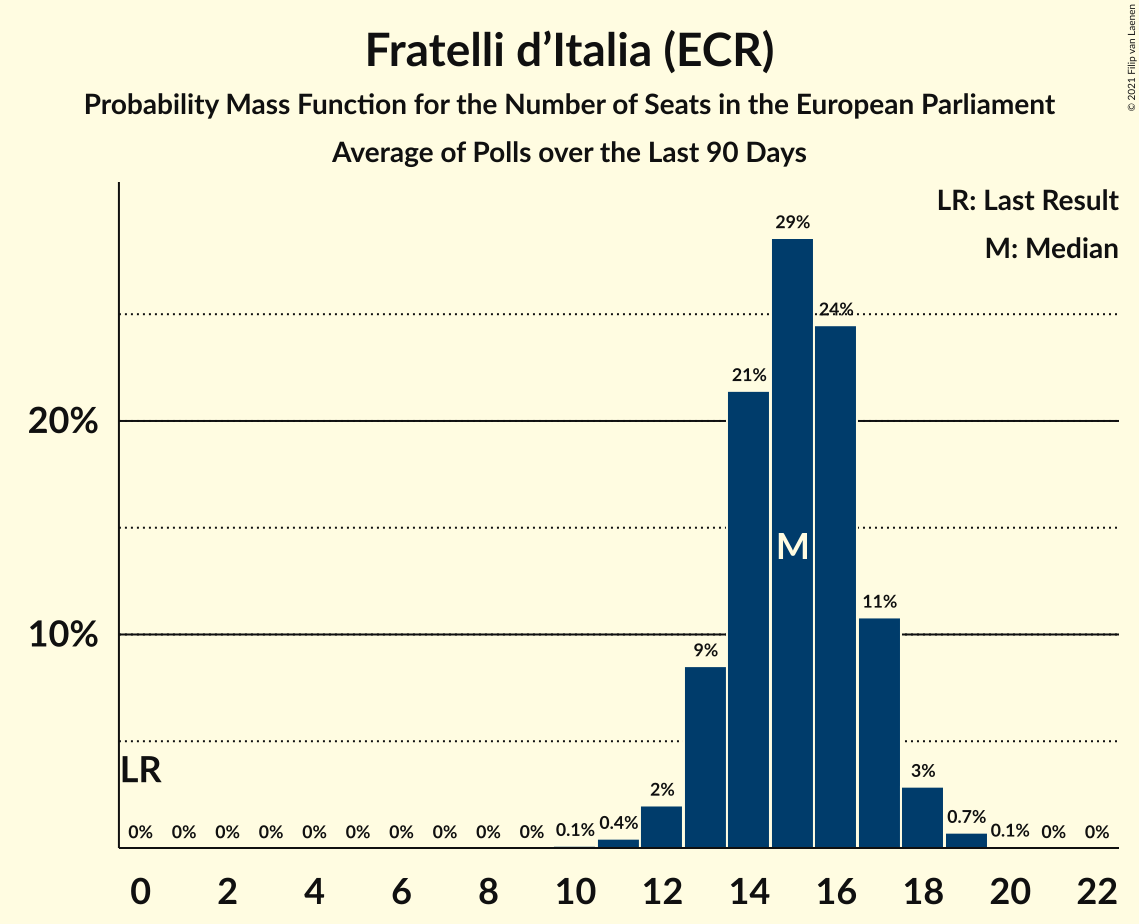 Fratelli d’Italia (ECR)
Probability Mass Function for the Number of Seats in the European Parliament
Average of Polls over the Last 90 Days
© 2021 Filip van Laenen
LR: Last Result
M: Median
29%
24%
21%
20%
M
11%
10%
9%
LR
3%
2%
0% 0% 0% 0% 0% 0% 0% 0% 0% 0% 0.1% 0.4% 0.7% 0.1% 0% 0%
0 2 4 6 8 10 12 14 16 18 20 22